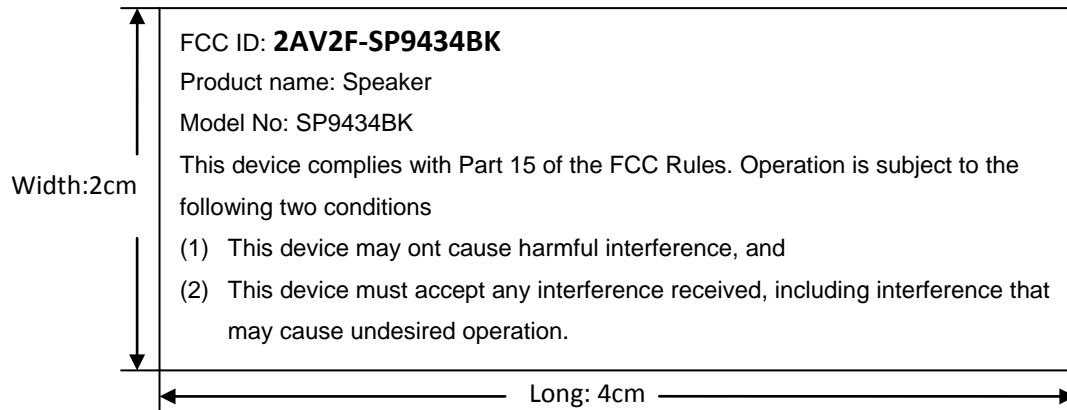 FCC ID: 2AV2F-SP9434BK
Product name: Speaker
Model No: SP9434BK
This device complies with Part 15 of the FCC Rules. Operation is subject to the
following two conditions
(1) This device may ont cause harmful interference, and
(2) This device must accept any interference received, including interference that
may cause undesired operation.
Width:2cm
Long: 4cm